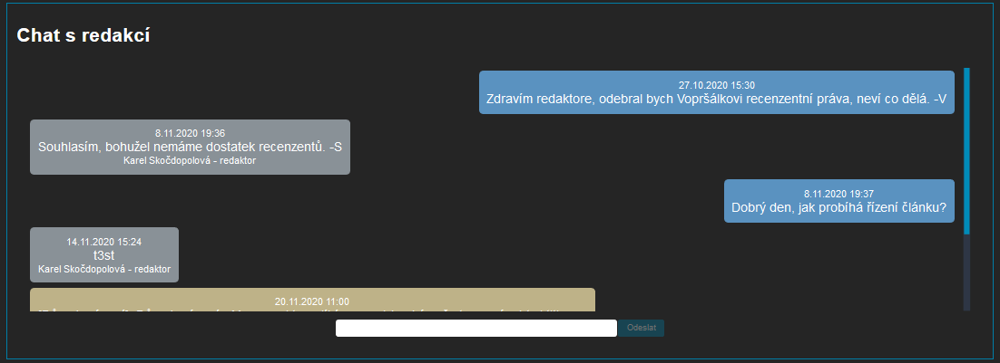 Chat s redakcí
27.10.2020 15:30
Zdravím redaktore, odebral bych Vopršálkovi recenzentní práva, neví co dělá. -V
8.11.2020 19:36
Souhlasím, bohužel nemáme dostatek recenzentů. -S
Karel Skočdopolová - redaktor
8.11.2020 19:37
Dobrý den, jak probíhá řízení článku?
14.11.2020 15:24
t3st
Karel Skočdopolová - redaktor
20.11.2020 11:00
Odeslat